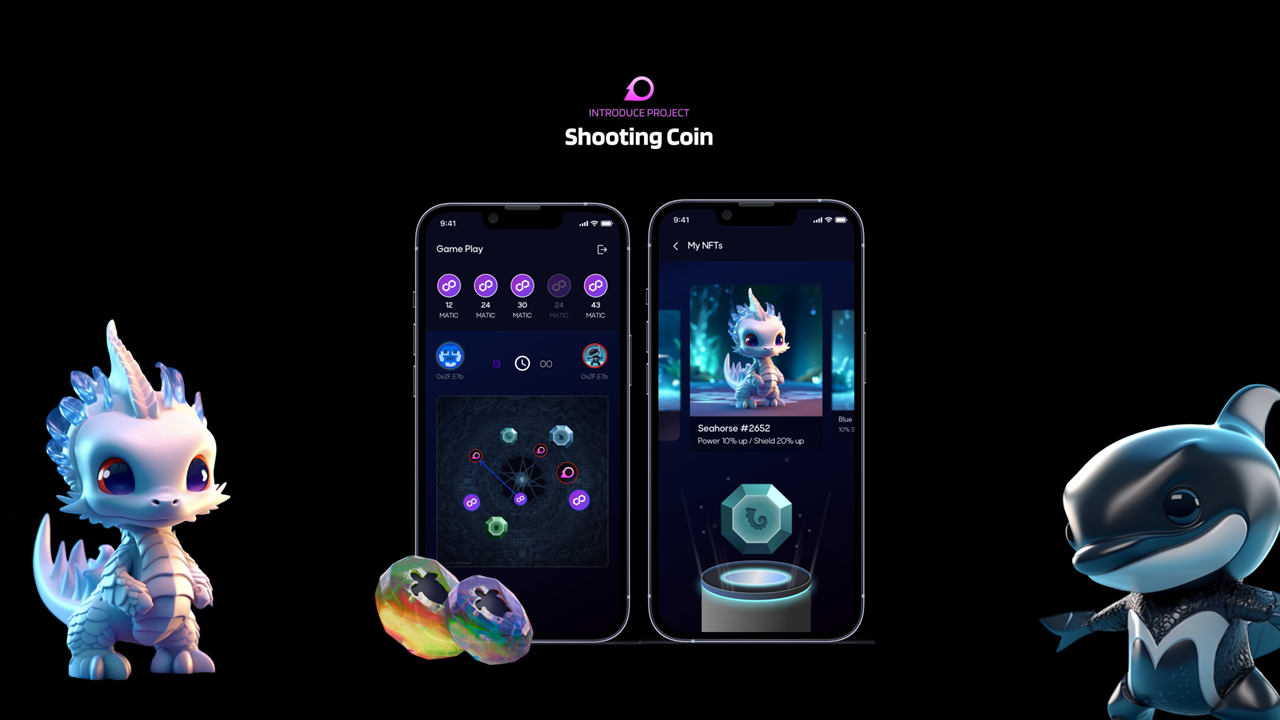 INTRODUCE PROJECT
Shooting Coin
9:41
Game Play
12 24 30 24 43
MATIC MATIC MATIC MATIC MATIC
13 00
0x2F.E7b 0x2F.E7b
9:41
My NFTs
Seahorse #2652
Power 10% up / Shield 20% up
Blue
10% S